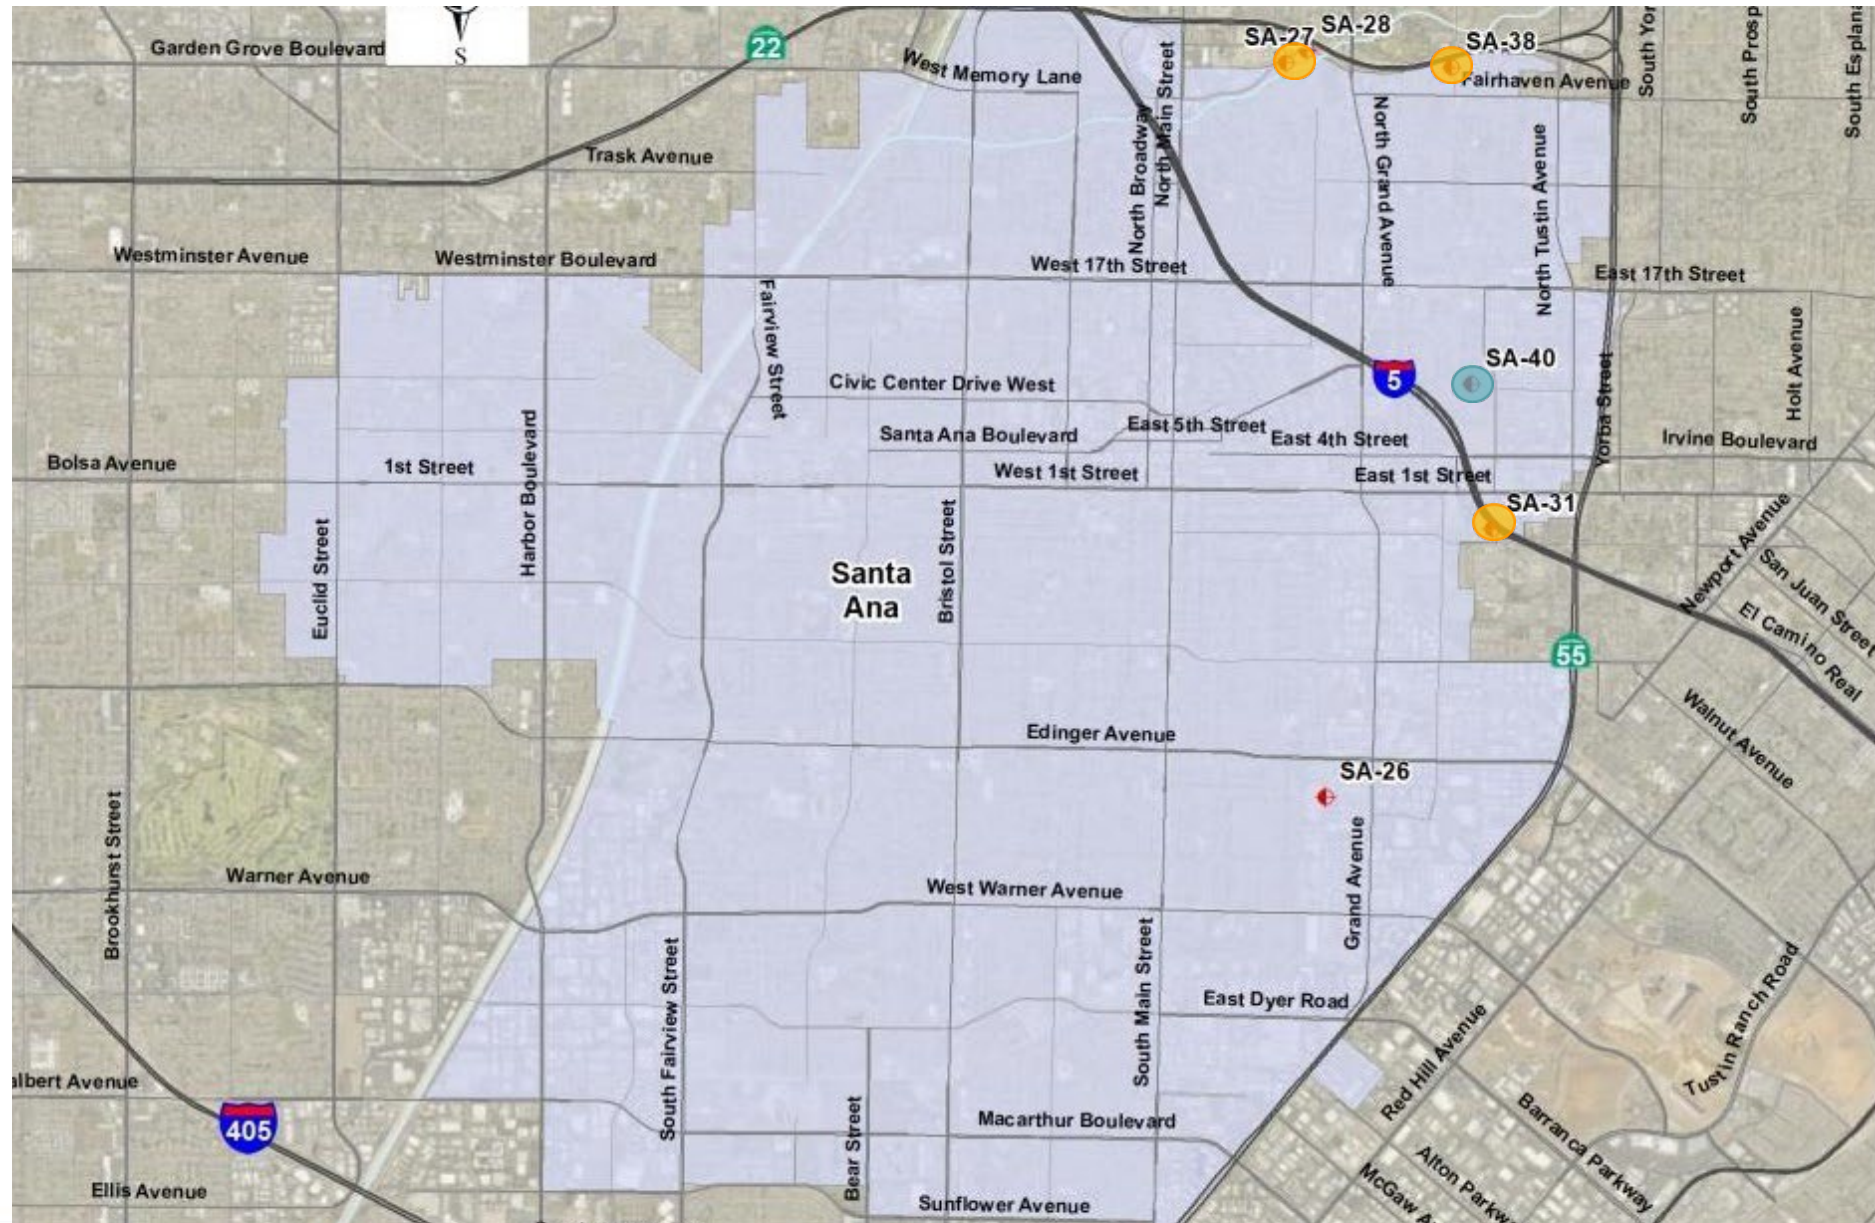 S
Garden Grove Boulevard
22
West Memory Lane
SA-27
SA-28
SA-38
Fairhaven Avenue
South Prosp
Trask Avenue
North Broadway
North Main Street
North Grand Avenue
North Tustin Avenue
Westminster Avenue
Westminster Boulevard
West 17th Street
East 17th Street
Fairview Street
Holt Avenue
5
SA-40
Civic Center Drive West
Yorba Street
Harbor Boulevard
Santa Ana Boulevard
East 5th Street
East 4th Street
Irvine Boulevard
Bolsa Avenue
1st Street
West 1st Street
East 1st Street
SA-31
Euclid Street
Bristol Street
Santa
Ana
Newport Avenue
San Juan Street
El Camino Real
55
Walnut Avenue
Edinger Avenue
SA-26
Brookhurst Street
Grand Avenue
Warner Avenue
West Warner Avenue
South Fairview Street
South Main Street
East Dyer Road
Red Hill Avenue
Tustin Ranch Road
albert Avenue
405
Bear Street
Macarthur Boulevard
Barranca Parkway
Alton Parkw
McGaw A
Ellis Avenue
Sunflower Avenue